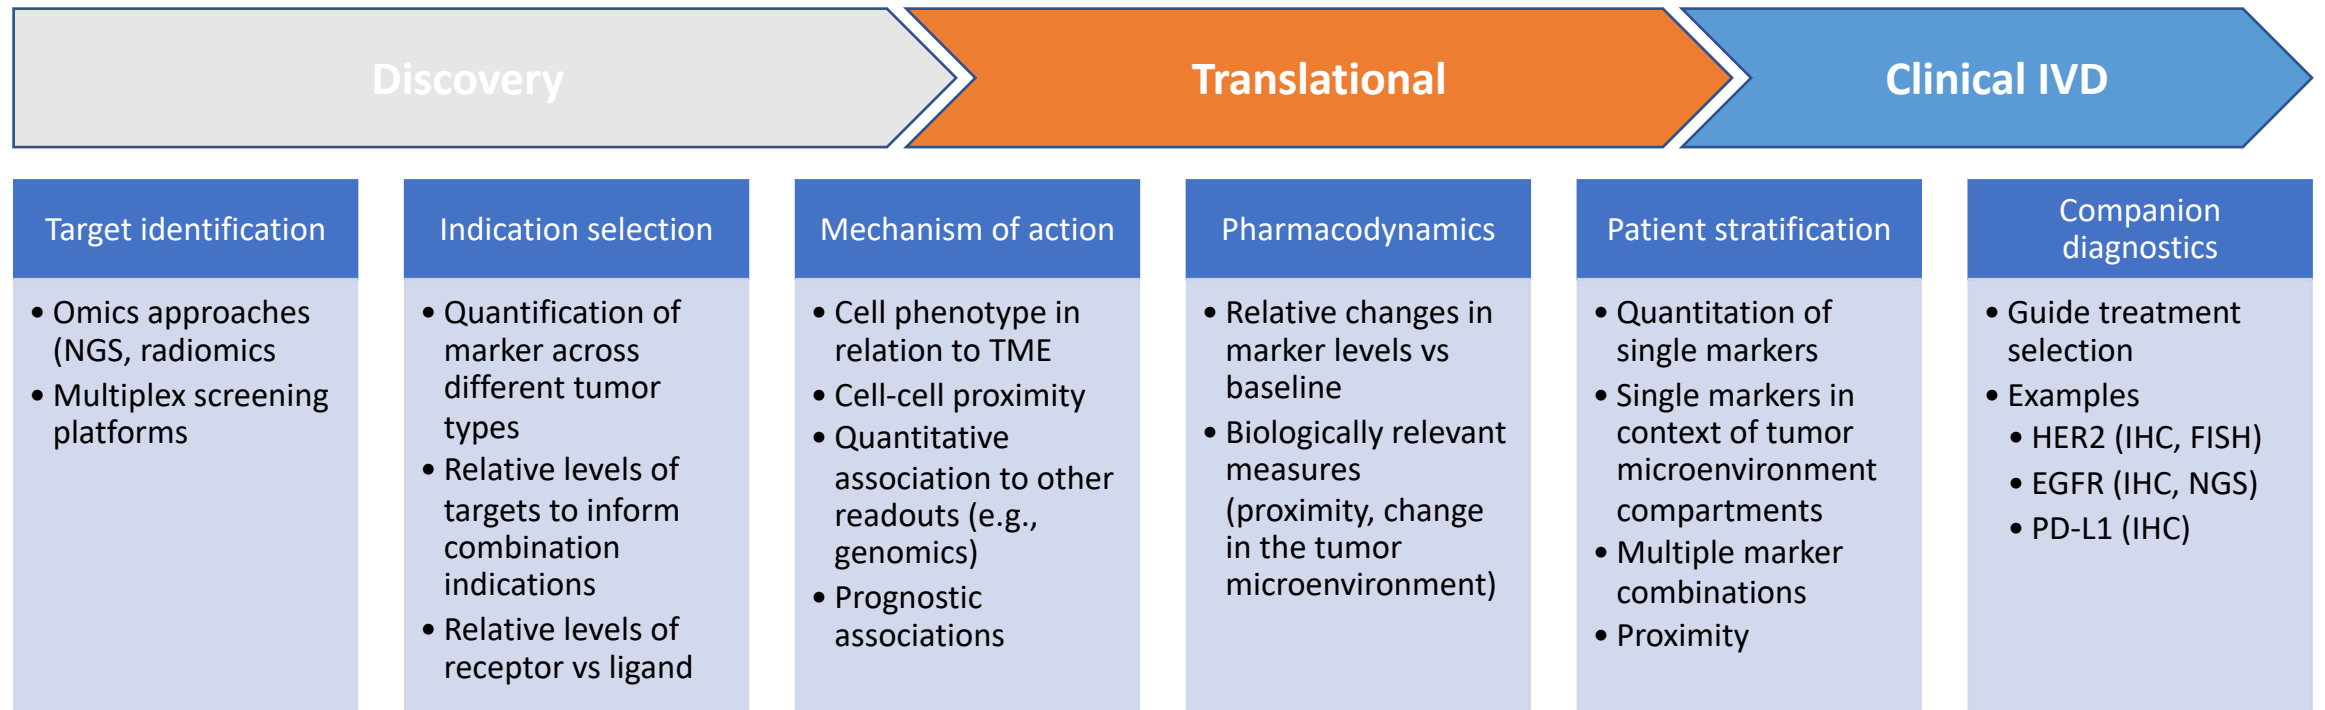 Discovery
Translational
Clinical IVD
Target identification
• Omics approaches
(NGS, radiomics
• Multiplex screening
platforms
Indication selection
• Quantification of
marker across
different tumor
types
• Relative levels of
targets to inform
combination
indications
• Relative levels of
receptor vs ligand
Mechanism of action
• Cell phenotype in
relation to TME
• Cell-cell proximity
• Quantitative
association to other
readouts (e.g.,
genomics)
• Prognostic
associations
Pharmacodynamics
• Relative changes in
marker levels vs
baseline
• Biologically relevant
measures
(proximity, change
in the tumor
microenvironment)
Patient stratification
• Quantitation of
single markers
• Single markers in
context of tumor
microenvironment
compartments
• Multiple marker
combinations
• Proximity
Companion
diagnostics
• Guide treatment
selection
• Examples
• HER2 (IHC, FISH)
• EGFR (IHC, NGS)
• PD-L1 (IHC)